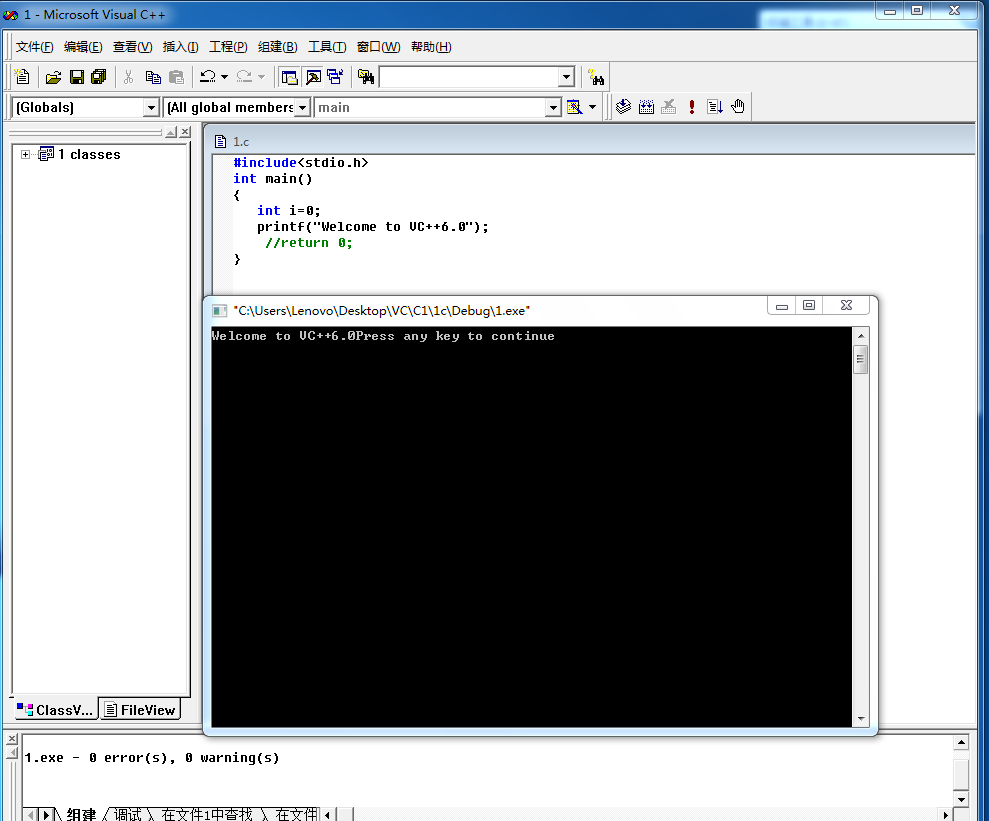 1 - Microsoft Visual C++
文件(F) 编辑(E) 查看(V) 插入(I) 工程(P) 组建(B) 工具(T) 窗口(W) 帮助(H)
(Globals) (All global members main
1 classes
1.c
#include<stdio.h>
int main()
{
int i=0;
printf("Welcome to VC++6.0");
//return 0;
}
"C:\Users\Lenovo\Desktop\VC\C1\1c\Debug\1.exe"
Welcome to VC++6.0Press any key to continue
ClassV... FileView
1.exe - 0 error(s), 0 warning(s)
组建 调试 在文件1中查找 在文件